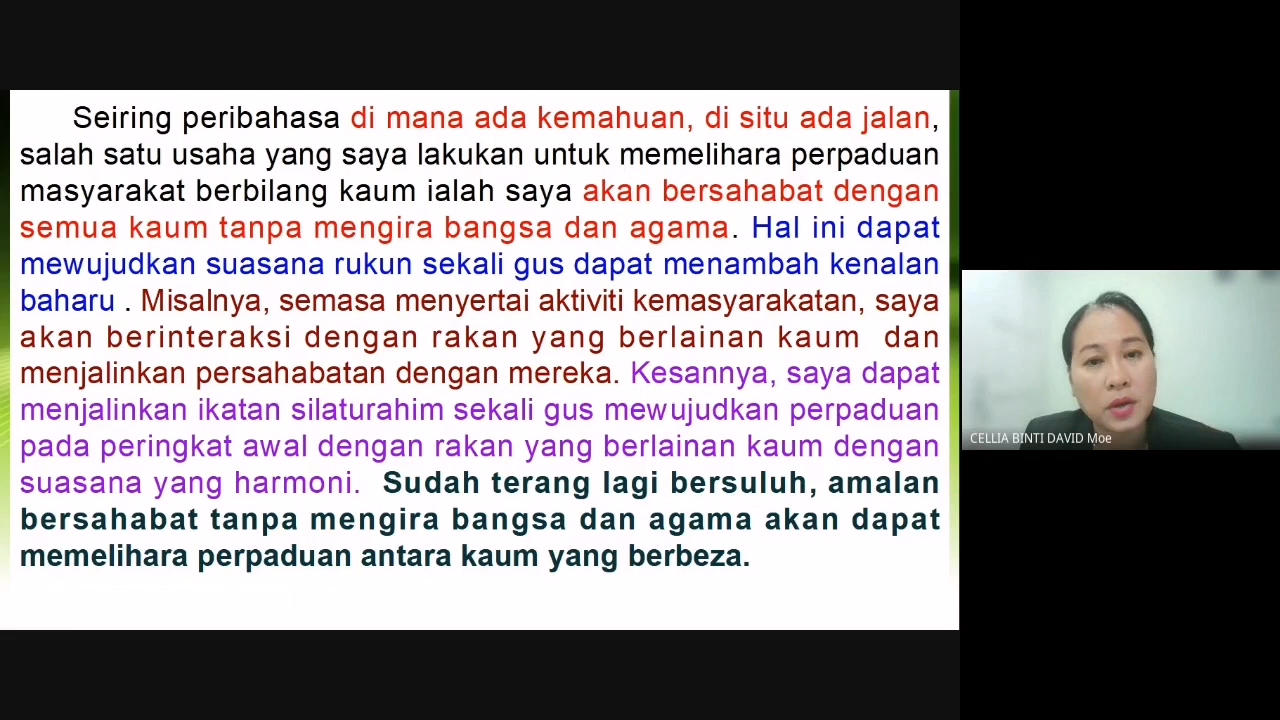 Seiring peribahasa di mana ada kemahuan, di situ ada jalan,
salah satu usaha yang saya lakukan untuk memelihara perpaduan
masyarakat berbilang kaum ialah saya akan bersahabat dengan
semua kaum tanpa mengira bangsa dan agama. Hal ini dapat
mewujudkan suasana rukun sekali gus dapat menambah kenalan
baharu . Misalnya, semasa menyertai aktiviti kemasyarakatan, saya
akan berinteraksi dengan rakan yang berlainan kaum dan
menjalinkan persahabatan dengan mereka. Kesannya, saya dapat
menjalinkan ikatan silaturahim sekali gus mewujudkan perpaduan
pada peringkat awal dengan rakan yang berlainan kaum dengan
suasana yang harmoni. Sudah terang lagi bersuluh, amalan
bersahabat tanpa mengira bangsa dan agama akan dapat
memelihara perpaduan antara kaum yang berbeza.
CELLIA BINTI DAVID Moe